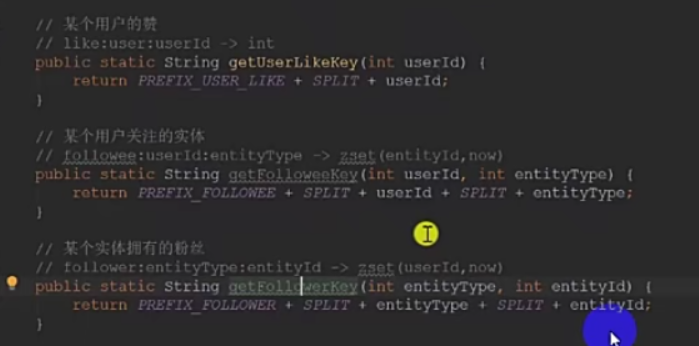 // 某个用户的赞
// like:user:userId -> int
public static String getUserLikeKey(int userId) {
return PREFIX_USER_LIKE + SPLIT + userId;
}
// 某个用户关注的实体
// followee:userId:entityType -> zset(entityId,now)
public static String getFolloweeKey(int userId, int entityType) {
return PREFIX_FOLLOWEE + SPLIT + userId + SPLIT + entityType;
}
// 某个实体拥有的粉丝
// follower:entityType:entityId -> zset(userId,now)
public static String getFollowerKey(int entityType, int entityId) {
return PREFIX_FOLLOWER + SPLIT + entityType + SPLIT + entityId;
}